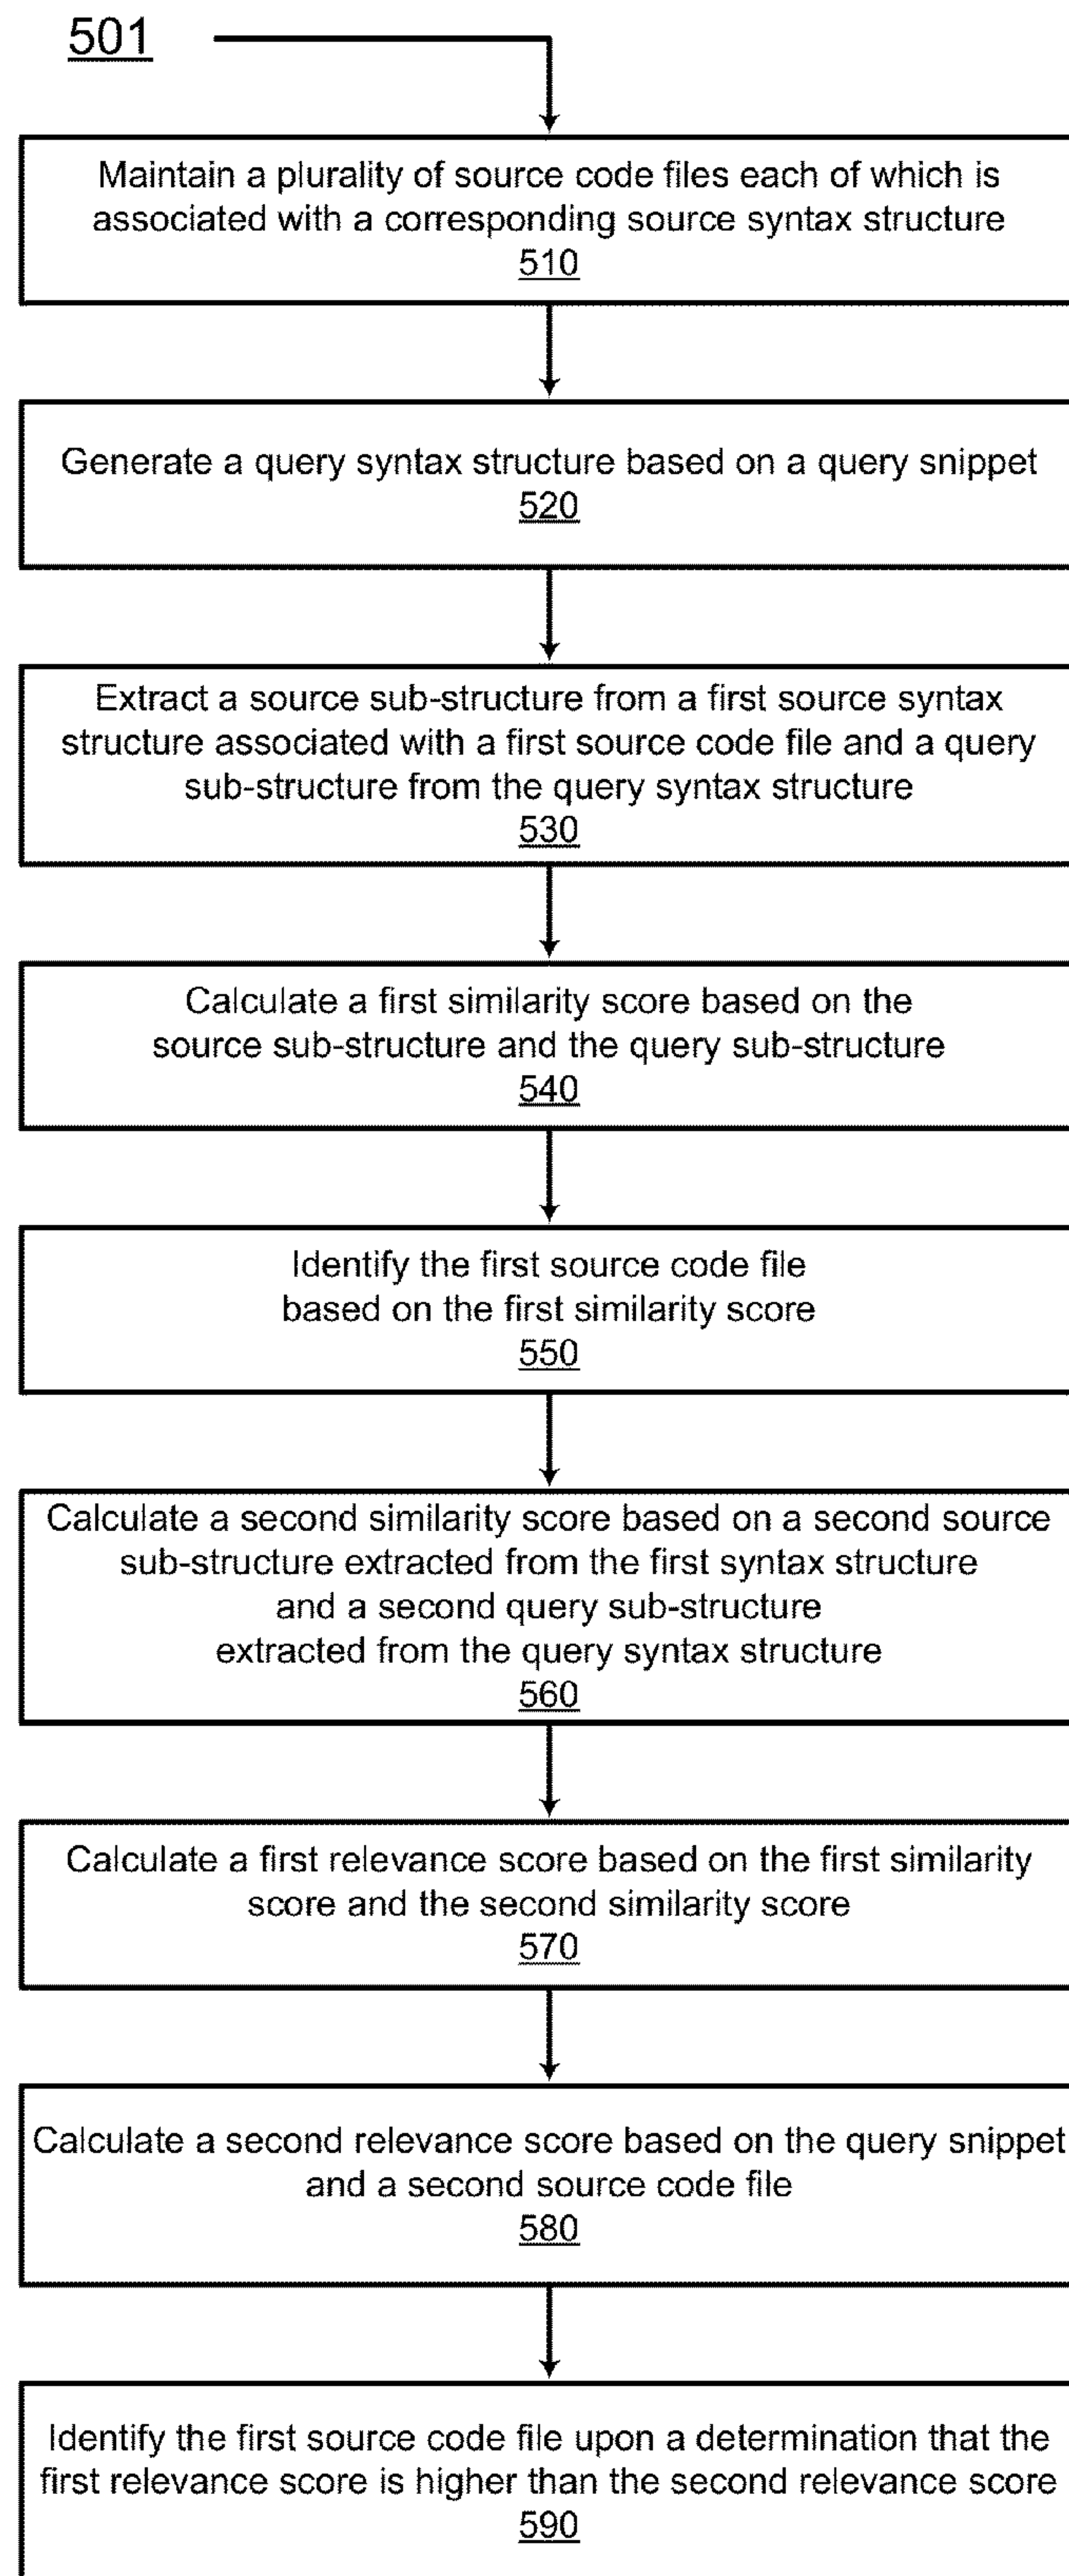 501
Maintain a plurality of source code files each of which is
associated with a corresponding source syntax structure
510
Generate a query syntax structure based on a query snippet
520
Extract a source sub-structure from a first source syntax
structure associated with a first source code file and a query
sub-structure from the query syntax structure
530
Calculate a first similarity score based on the
source sub-structure and the query sub-structure
540
Identify the first source code file
based on the first similarity score
550
Calculate a second similarity score based on a second source
sub-structure extracted from the first syntax structure
and a second query sub-structure
extracted from the query syntax structure
560
Calculate a first relevance score based on the first similarity
score and the second similarity score
570
Calculate a second relevance score based on the query snippet
and a second source code file
580
Identify the first source code file upon a determination that the
first relevance score is higher than the second relevance score
590